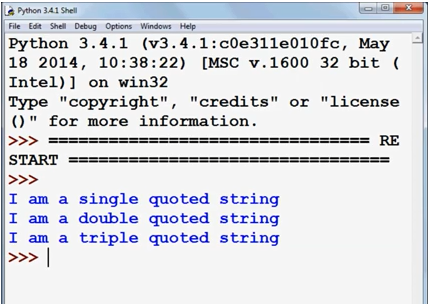 Python 3.4.1 Shell
File Edit Shell Debug Options Windows Help
Python 3.4.1 (v3.4.1:c0e311e010fc, May
18 2014, 10:38:22) [MSC v.1600 32 bit (
Intel)] on win32
Type "copyright", "credits" or "license
()" for more information.
>>> ================================ RE
START ================================
>>>
I am a single quoted string
I am a double quoted string
I am a triple quoted string
>>>